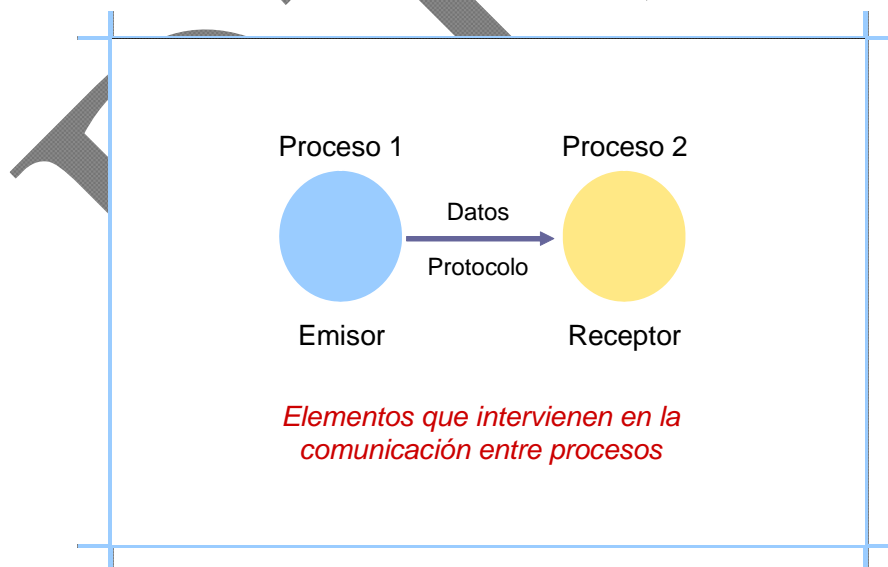 Proceso 1 Proceso 2
Datos
Protocolo
Emisor Receptor
Elementos que intervienen en la
comunicación entre procesos